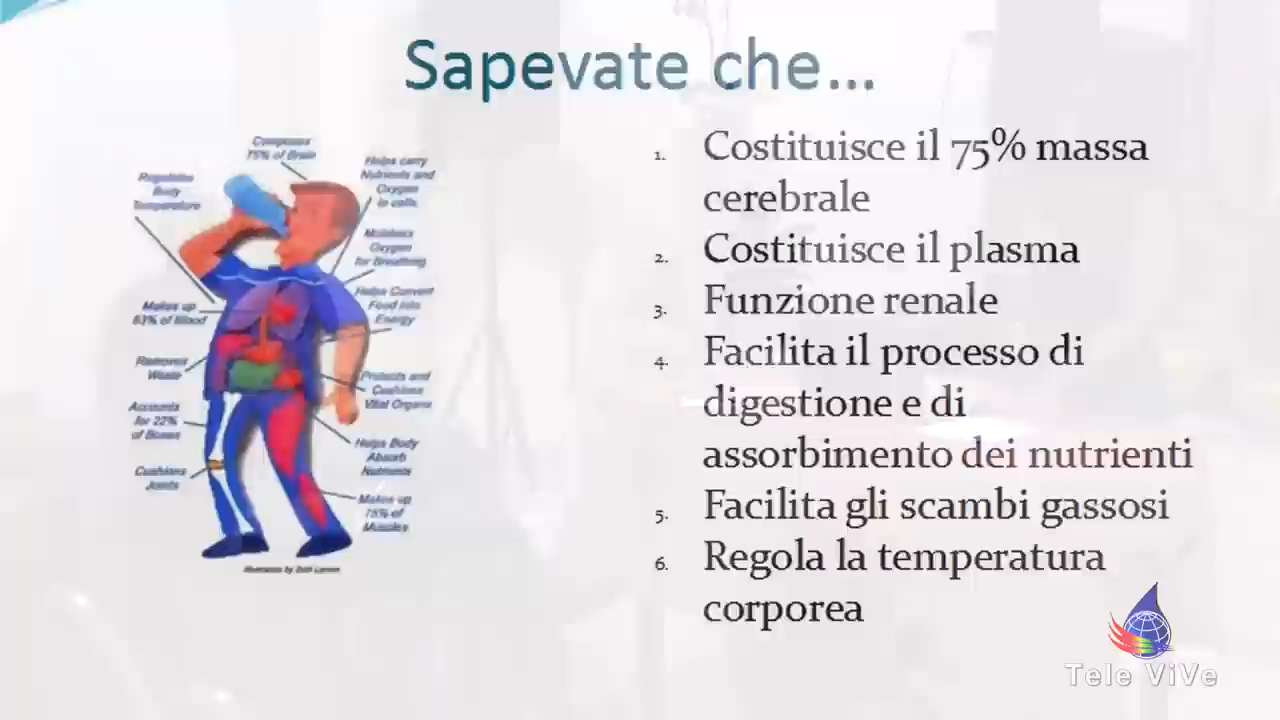 Sapevate che...
Composes
75% of Brain
Regulates
Body
Temperature
Helps carry
Nutrients and
Oxygen
to cells
Moistens
Oxygen
for Breathing
Helps Convert
Food into
Energy
Makes up
83% of Blood
Removes
Waste
Protects and
Cushions
Vital Organs
Accounts
for 22%
of Bones
Helps Body
Absorb
Nutrients
Cushions
Joints
Makes up
75% of
Muscles
1. Costituisce il 75% massa
cerebrale
2. Costituisce il plasma
3. Funzione renale
4. Facilita il processo di
digestione e di
assorbimento dei nutrienti
5. Facilita gli scambi gassosi
6. Regola la temperatura
corporea
Tele ViVe